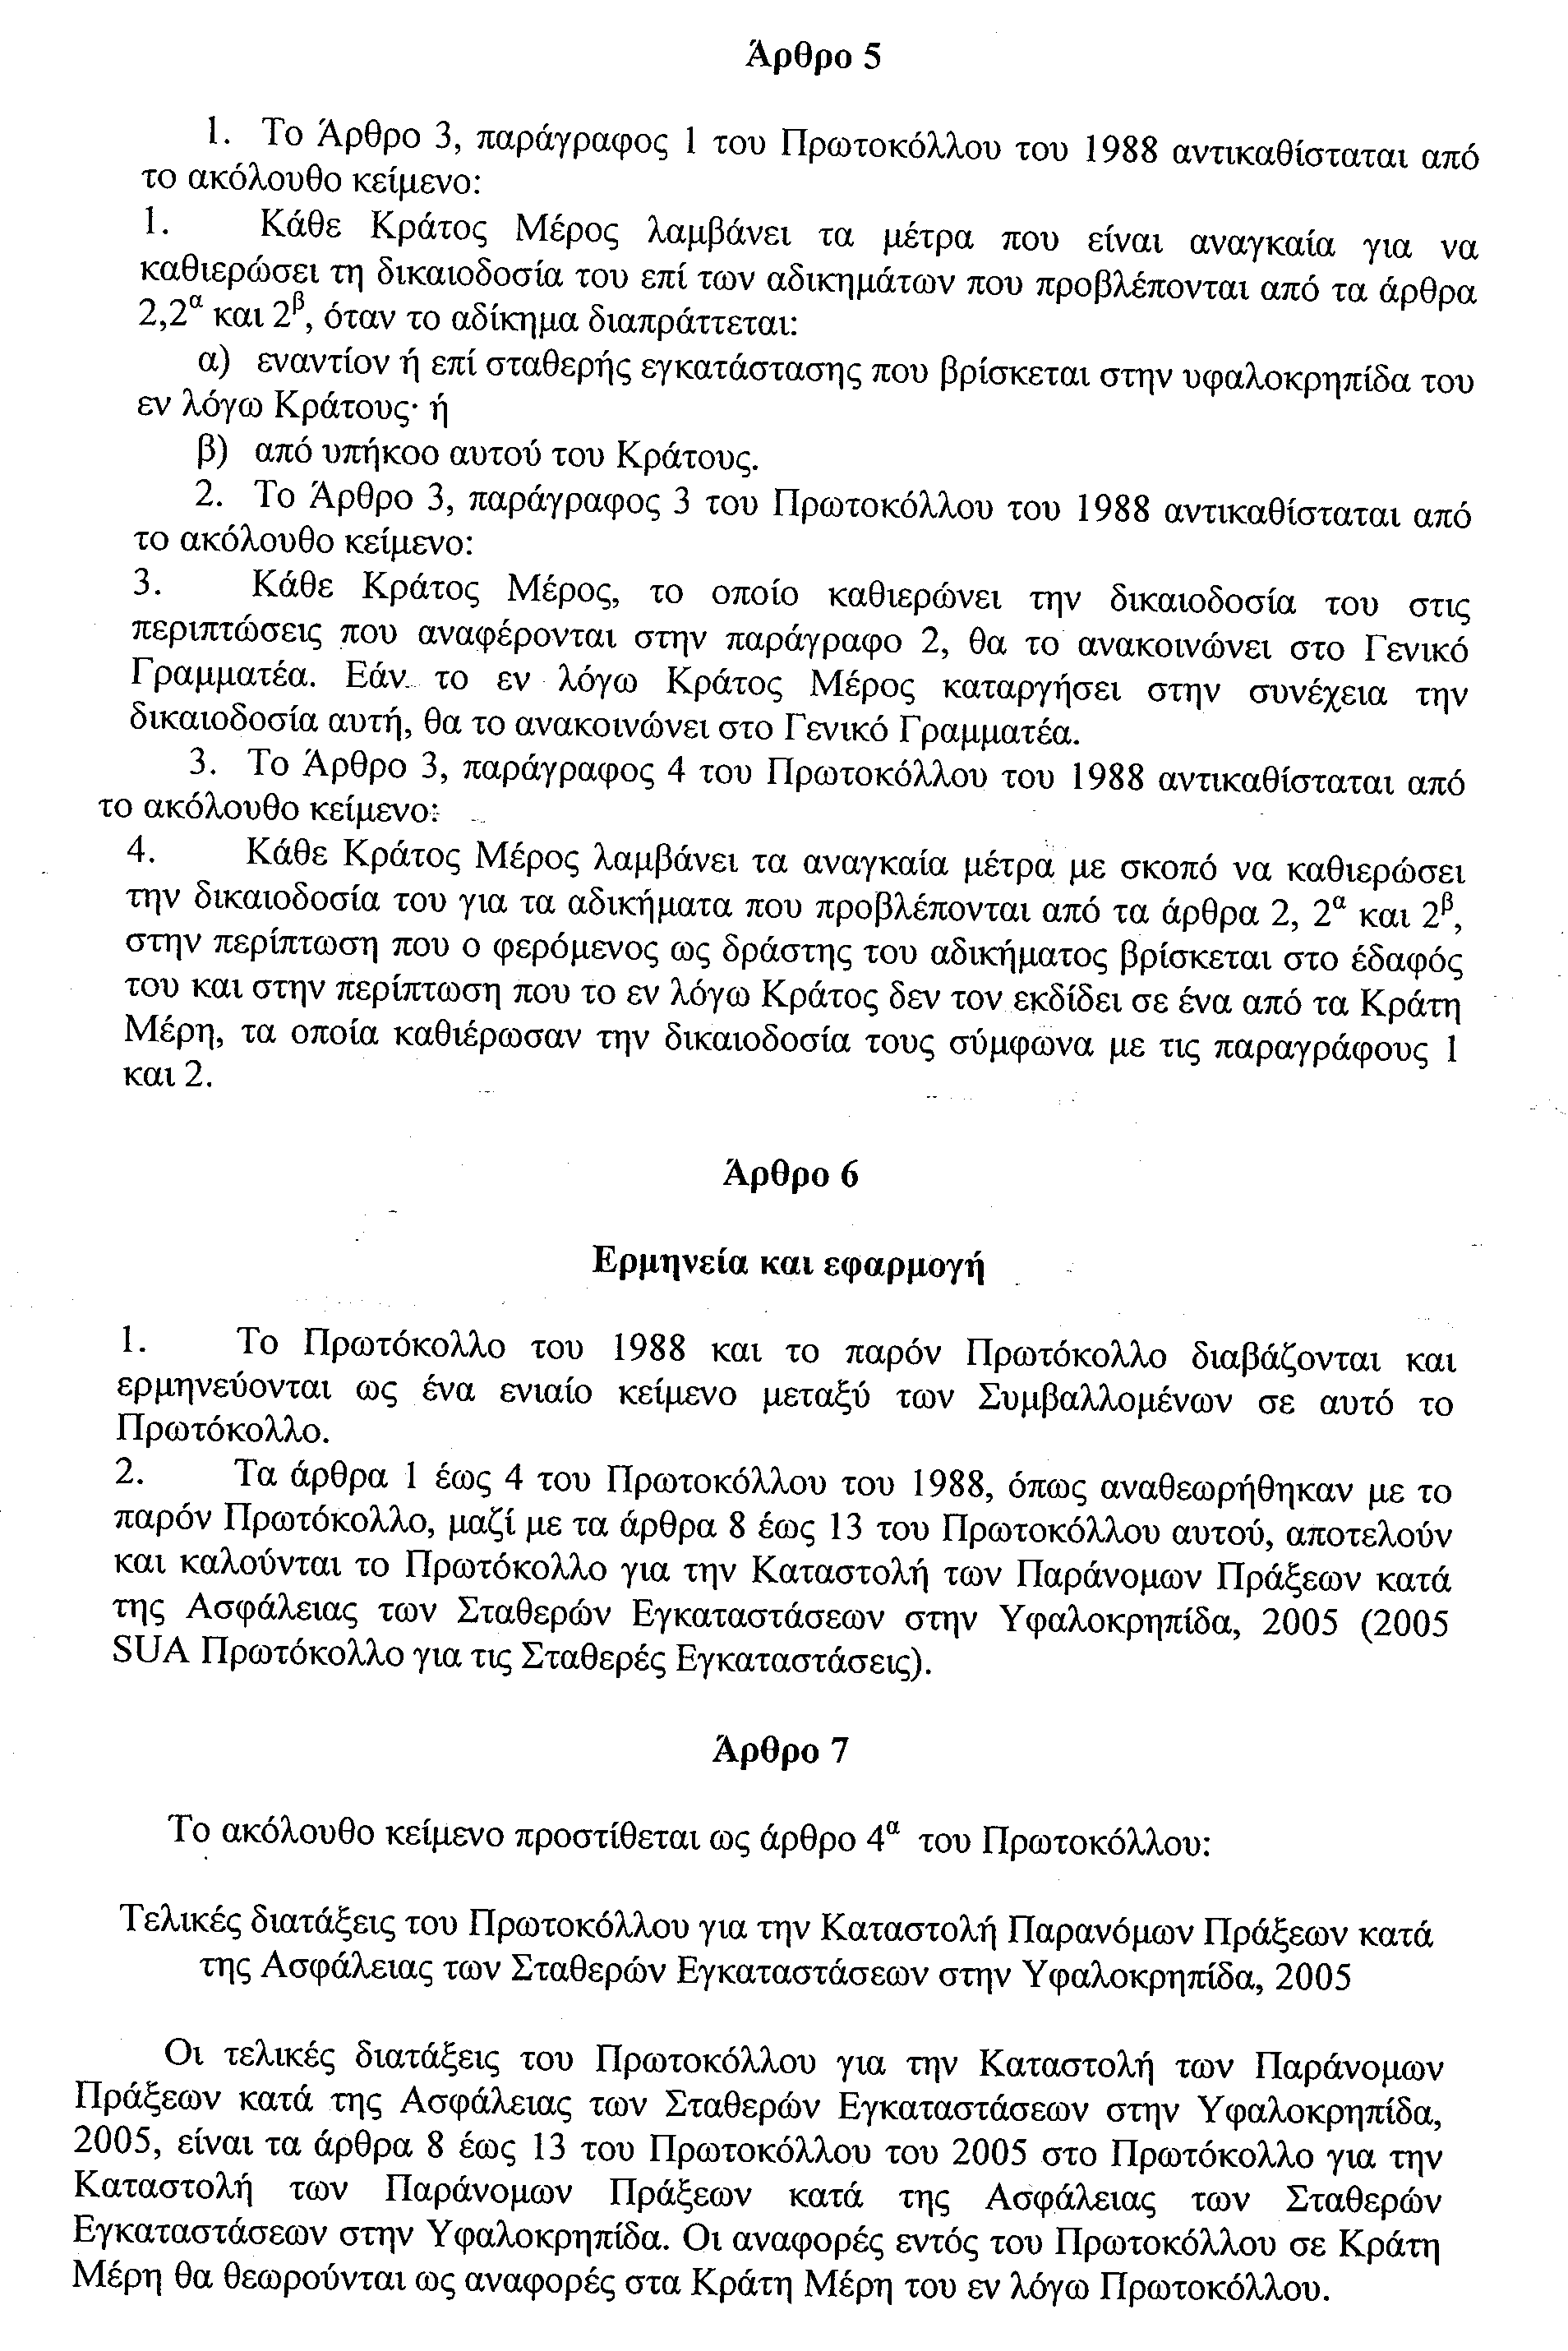 Άρθρο 5
1. Το Άρθρο 3, παράγραφος 1 του Πρωτοκόλλου του 1988 αντικαθίσταται από
το ακόλουθο κείμενο:
1. Κάθε Κράτος Μέρος λαμβάνει τα μέτρα που είναι αναγκαία για να
καθιερώσει τη δικαιοδοσία του επί των αδικημάτων που προβλέπονται από τα άρθρα
2,2α και 2β, όταν το αδίκημα διαπράττεται:
α) εναντίον ή επί σταθερής εγκατάστασης που βρίσκεται στην υφαλοκρηπίδα του
εν λόγω Κράτους· ή
β) από υπήκοο αυτού του Κράτους.
2. Το Άρθρο 3, παράγραφος 3 του Πρωτοκόλλου του 1988 αντικαθίσταται από
το ακόλουθο κείμενο:
3. Κάθε Κράτος Μέρος, το οποίο καθιερώνει την δικαιοδοσία του στις
περιπτώσεις που αναφέρονται στην παράγραφο 2, θα το ανακοινώνει στο Γενικό
Γραμματέα. Εάν το εν λόγω Κράτος Μέρος καταργήσει στην συνέχεια την
δικαιοδοσία αυτή, θα το ανακοινώνει στο Γενικό Γραμματέα.
3. Το Άρθρο 3, παράγραφος 4 του Πρωτοκόλλου του 1988 αντικαθίσταται από
το ακόλουθο κείμενο:
4. Κάθε Κράτος Μέρος λαμβάνει τα αναγκαία μέτρα με σκοπό να καθιερώσει
την δικαιοδοσία του για τα αδικήματα που προβλέπονται από τα άρθρα 2, 2α και 2β,
στην περίπτωση που ο φερόμενος ως δράστης του αδικήματος βρίσκεται στο έδαφός
του και στην περίπτωση που το εν λόγω Κράτος δεν τον εκδίδει σε ένα από τα Κράτη
Μέρη, τα οποία καθιέρωσαν την δικαιοδοσία τους σύμφωνα με τις παραγράφους 1
και 2.
Άρθρο 6
Ερμηνεία και εφαρμογή
1. Το Πρωτόκολλο του 1988 και το παρόν Πρωτόκολλο διαβάζονται και
ερμηνεύονται ως ένα ενιαίο κείμενο μεταξύ των Συμβαλλομένων σε αυτό το
Πρωτόκολλο.
2. Τα άρθρα 1 έως 4 του Πρωτοκόλλου του 1988, όπως αναθεωρήθηκαν με το
παρόν Πρωτόκολλο, μαζί με τα άρθρα 8 έως 13 του Πρωτοκόλλου αυτού, αποτελούν
και καλούνται το Πρωτόκολλο για την Καταστολή των Παράνομων Πράξεων κατά
της Ασφάλειας των Σταθερών Εγκαταστάσεων στην Υφαλοκρηπίδα, 2005 (2005
SUA Πρωτόκολλο για τις Σταθερές Εγκαταστάσεις).
Άρθρο 7
Το ακόλουθο κείμενο προστίθεται ως άρθρο 4α του Πρωτοκόλλου:
Τελικές διατάξεις του Πρωτοκόλλου για την Καταστολή Παρανόμων Πράξεων κατά
της Ασφάλειας των Σταθερών Εγκαταστάσεων στην Υφαλοκρηπίδα, 2005
Οι τελικές διατάξεις του Πρωτοκόλλου για την Καταστολή των Παράνομων
Πράξεων κατά της Ασφάλειας των Σταθερών Εγκαταστάσεων στην Υφαλοκρηπίδα,
2005, είναι τα άρθρα 8 έως 13 του Πρωτοκόλλου του 2005 στο Πρωτόκολλο για την
Καταστολή των Παράνομων Πράξεων κατά της Ασφάλειας των Σταθερών
Εγκαταστάσεων στην Υφαλοκρηπίδα. Οι αναφορές εντός του Πρωτοκόλλου σε Κράτη
Μέρη θα θεωρούνται ως αναφορές στα Κράτη Μέρη του εν λόγω Πρωτοκόλλου.